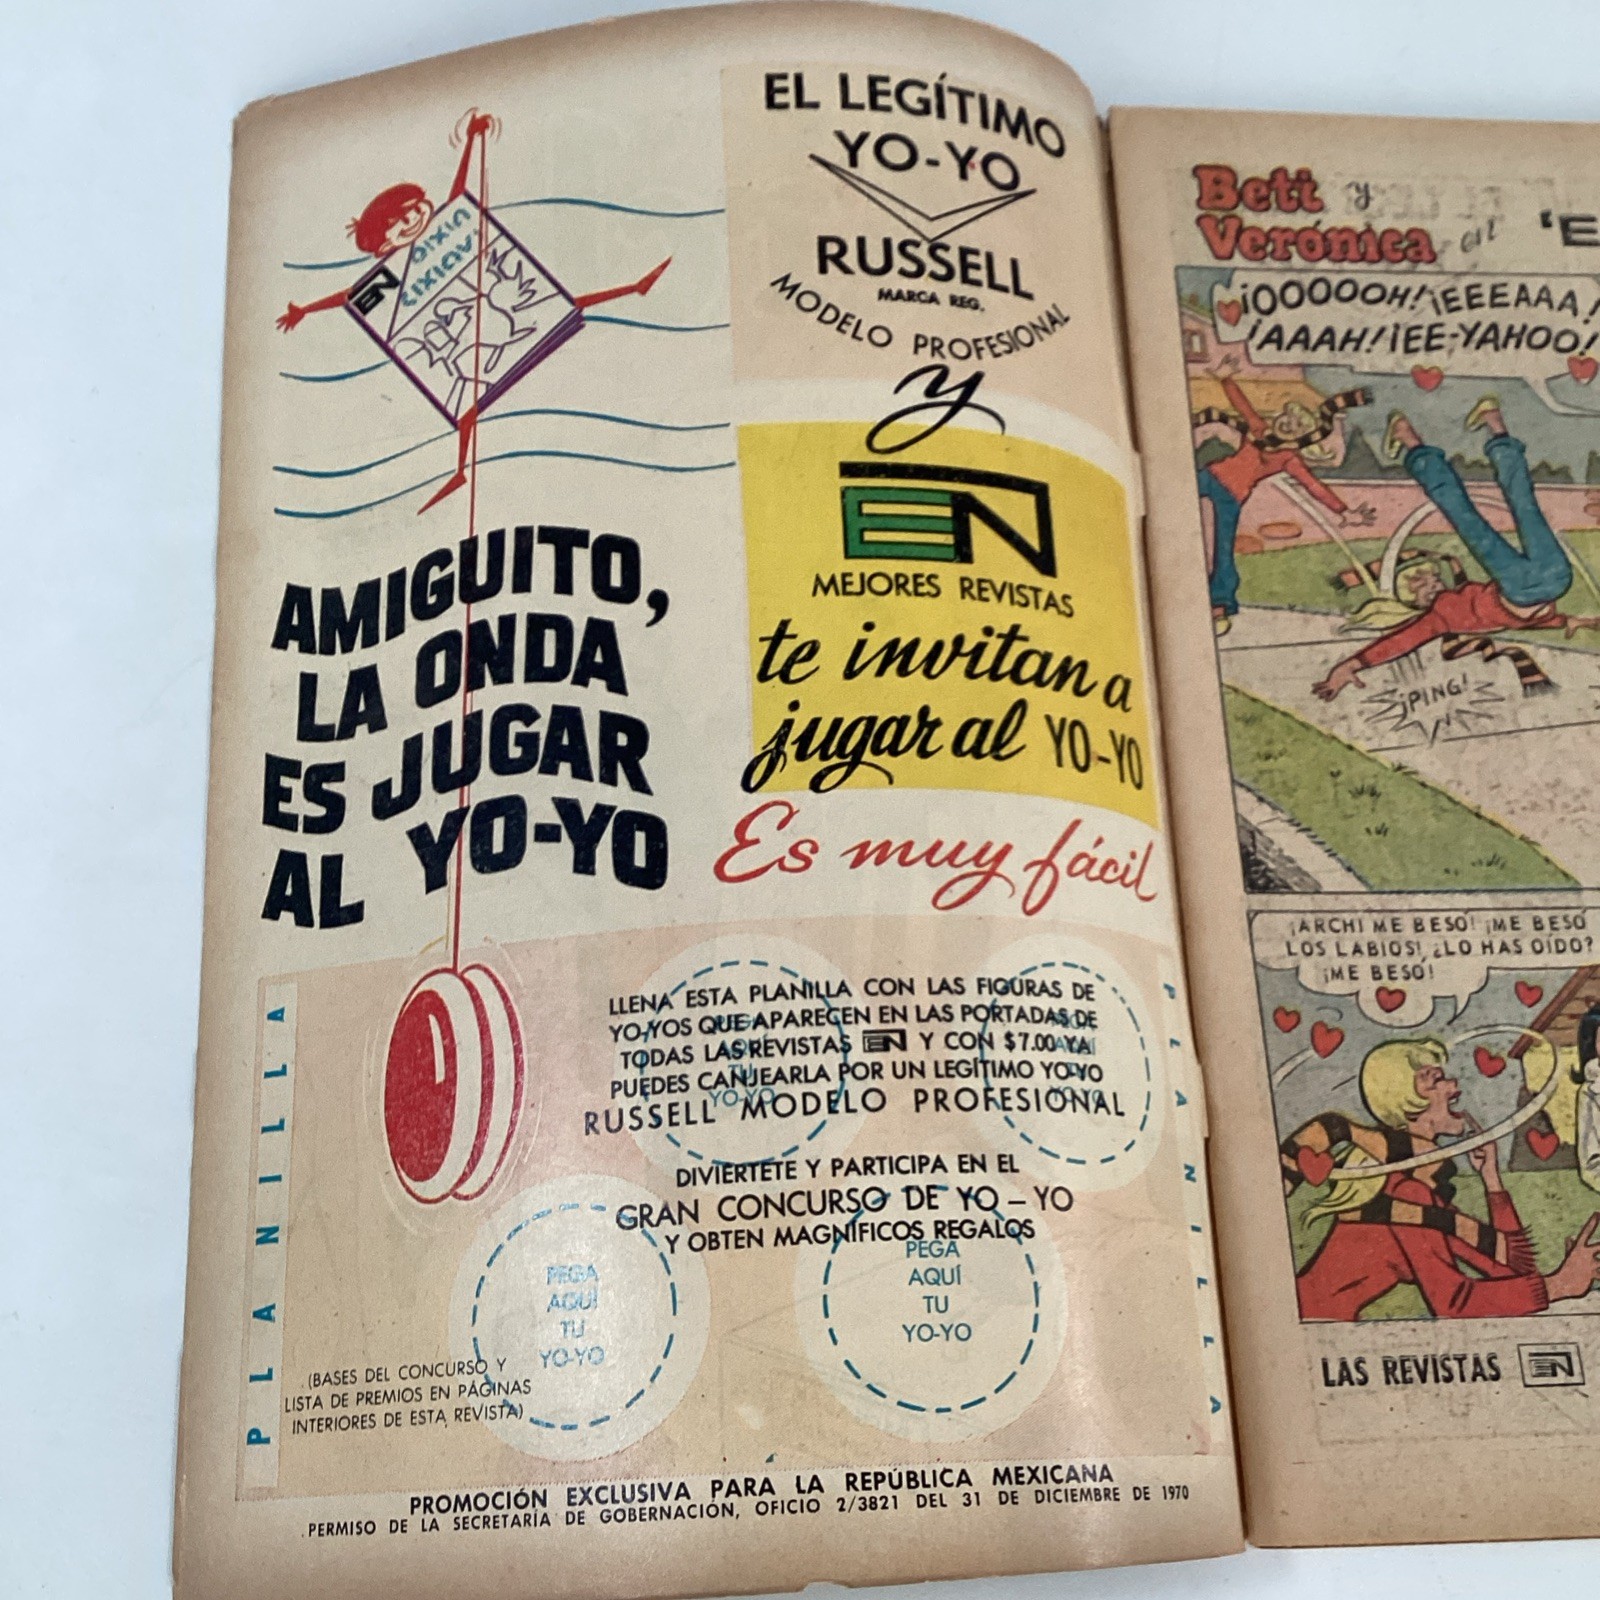 EL LEGÍTIMO
YO-YO
RUSSELL
MARCA REG.
MODELO PROFESIONAL
y
EN
MEJORES REVISTAS
te invitan a
jugar al YO-YO
Es muy fácil
EN
AMIGUITO,
LA ONDA
ES JUGAR
AL YO-YO
PLANILLA
LLENA ESTA PLANILLA CON LAS FIGURAS DE
YO-YOS QUE APARECEN EN LAS PORTADAS DE
TODAS LAS REVISTAS EN Y CON $7.00 YA
PUEDES CANJEARLA POR UN LEGÍTIMO YO-YO
RUSSELL MODELO PROFESIONAL
DIVIERTETE Y PARTICIPA EN EL
GRAN CONCURSO DE YO-YO
Y OBTEN MAGNÍFICOS REGALOS
PLANILLA
PEGA
AQUÍ
TU
YO-YO
PEGA
AQUÍ
TU
YO-YO
(BASES DEL CONCURSO Y
LISTA DE PREMIOS EN PÁGINAS
INTERIORES DE ESTA REVISTA)
PROMOCIÓN EXCLUSIVA PARA LA REPÚBLICA MEXICANA
PERMISO DE LA SECRETARÍA DE GOBERNACIÓN, OFICIO 2/3821 DEL 31 DE DICIEMBRE DE 1970
Beti y
Verónica en
¡OOOOOH! ¡EEEAAA!
¡AAAH! ¡EE-YAHOO!
¡PING!
¡ARCHI ME BESÓ! ¡ME BESÓ
LOS LABIOS! ¿LO HAS OÍDO?
¡ME BESÓ!
LAS REVISTAS EN